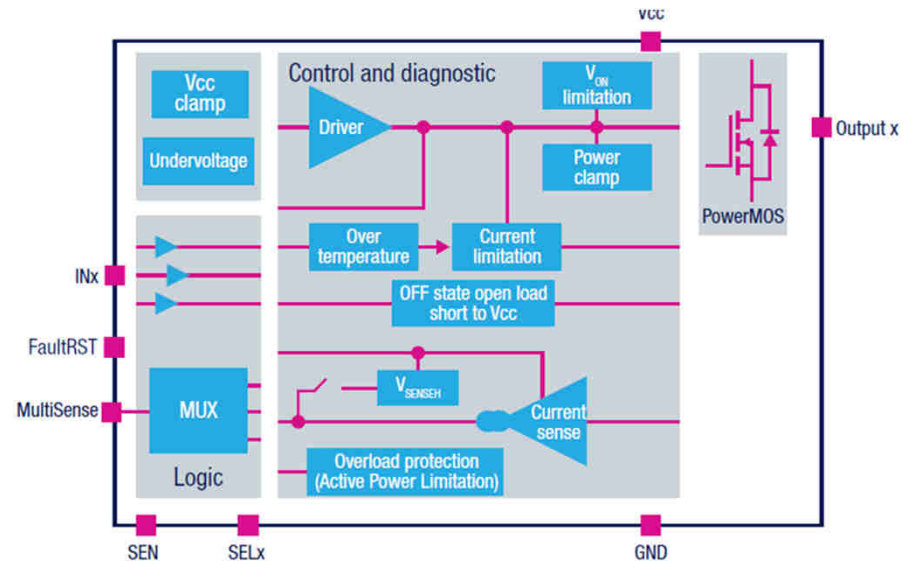 Vcc
Control and diagnostic
Vcc
clamp
Undervoltage
Driver
VON
limitation
Power
clamp
Output x
PowerMOS
Over
temperature
Current
limitation
INx
OFF state open load
short to Vcc
FaultRST
MultiSense
MUX
VSENSEH
Current
sense
Overload protection
(Active Power Limitation)
Logic
SEN
SELx
GND